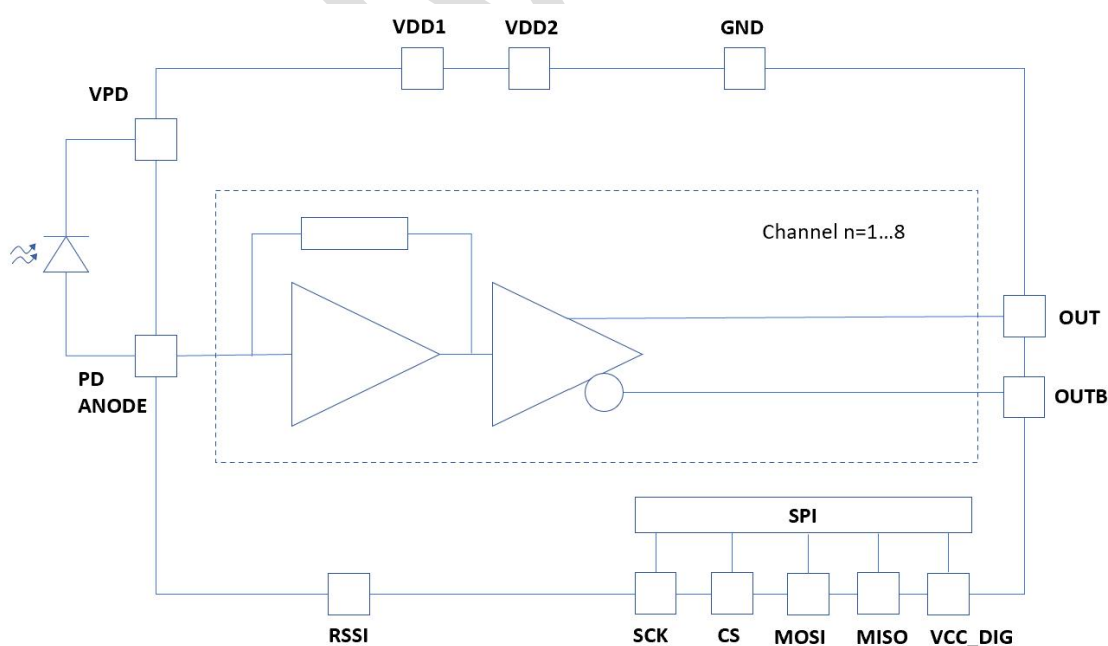 VDD1
VDD2
GND
VPD
Channel n=1...8
OUT
PD
ANODE
OUTB
SPI
RSSI
SCK
CS
MOSI
MISO
VCC_DIG